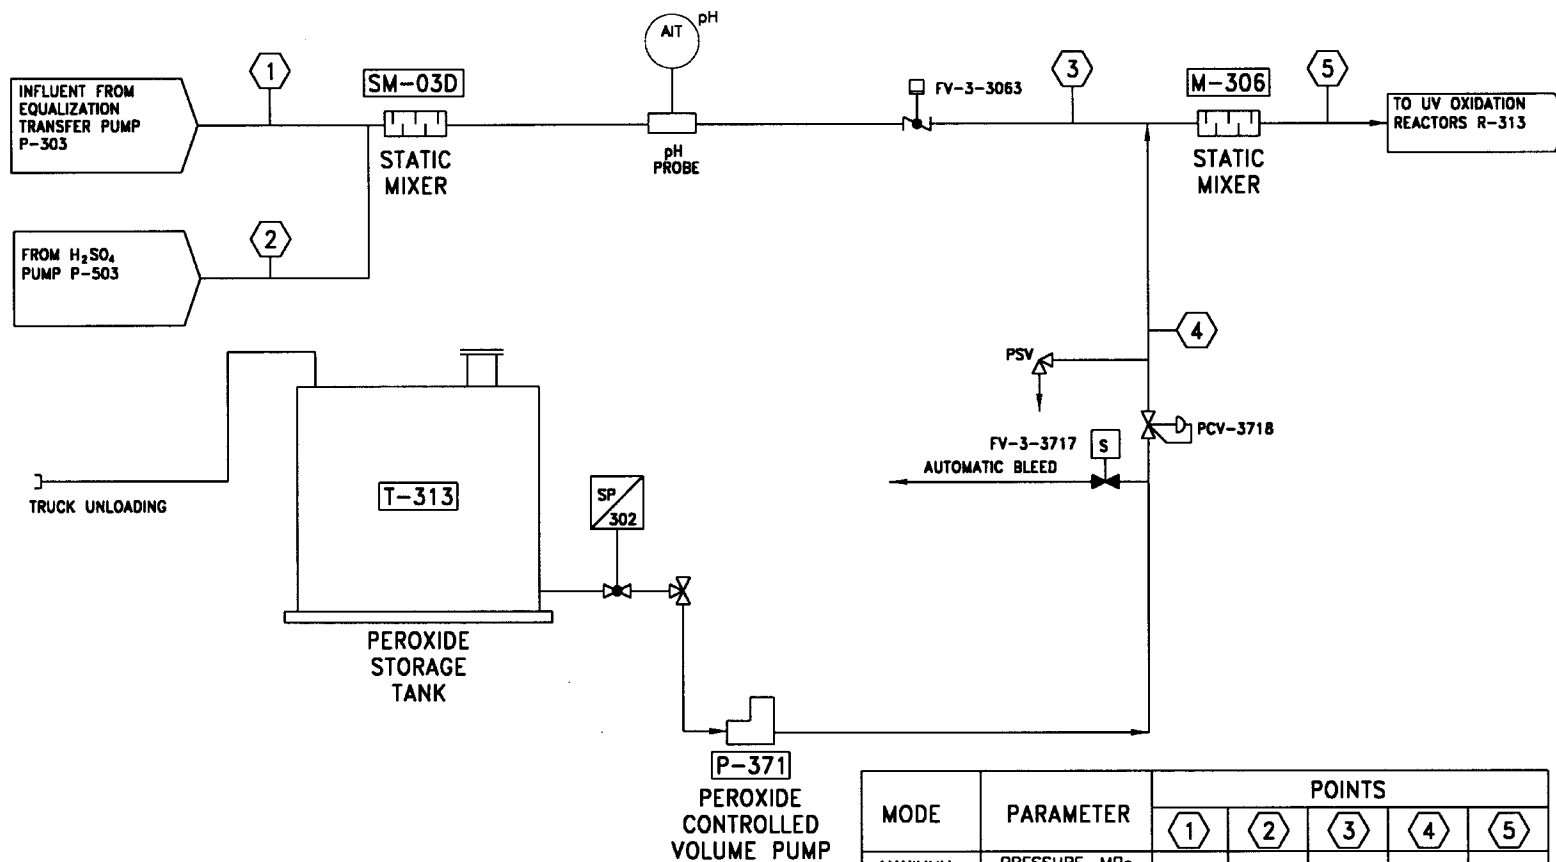 AIT
pH
1
SM-03D
FV-3-3063
3
M-306
5
INFLUENT FROM
EQUALIZATION
TRANSFER PUMP
P-303
TO UV OXIDATION
REACTORS R-313
STATIC
MIXER
pH
PROBE
STATIC
MIXER
2
FROM H₂SO₄
PUMP P-503
4
PSV
PCV-3718
FV-3-3717
S
AUTOMATIC BLEED
T-313
SP
302
TRUCK UNLOADING
PEROXIDE
STORAGE
TANK
P-371
PEROXIDE
CONTROLLED
VOLUME PUMP
MODE
PARAMETER
POINTS
1
2
3
4
5
PRESSURE, MPa